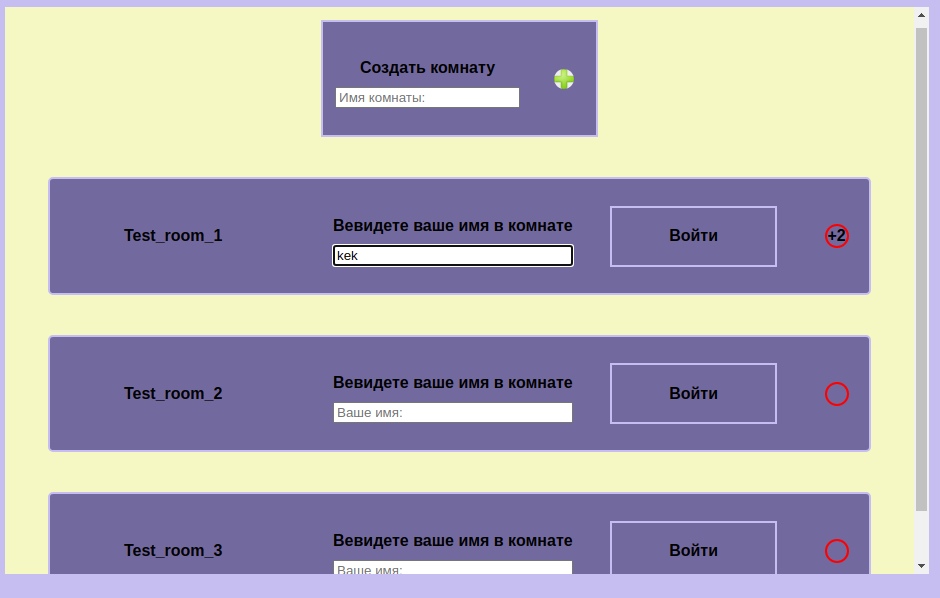 Создать комнату
Имя комнаты:
Test_room_1
Вевидете ваше имя в комнате
kek
Войти
+2
Test_room_2
Вевидете ваше имя в комнате
Ваше имя:
Войти
Test_room_3
Вевидете ваше имя в комнате
Ваше имя:
Войти